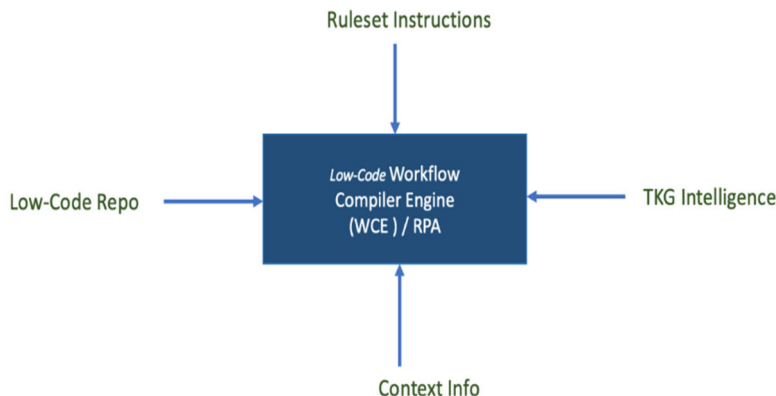 Ruleset Instructions
Low-Code Workflow
Compiler Engine
(WCE ) / RPA
Low-Code Repo
TKG Intelligence
Context Info